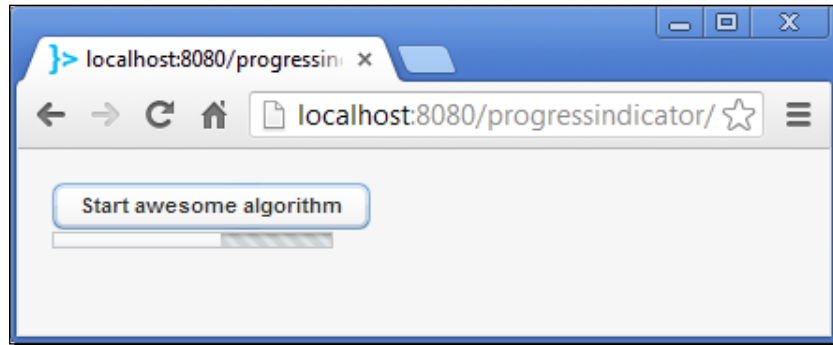 }> localhost:8080/progressin
localhost:8080/progressindicator/
Start awesome algorithm